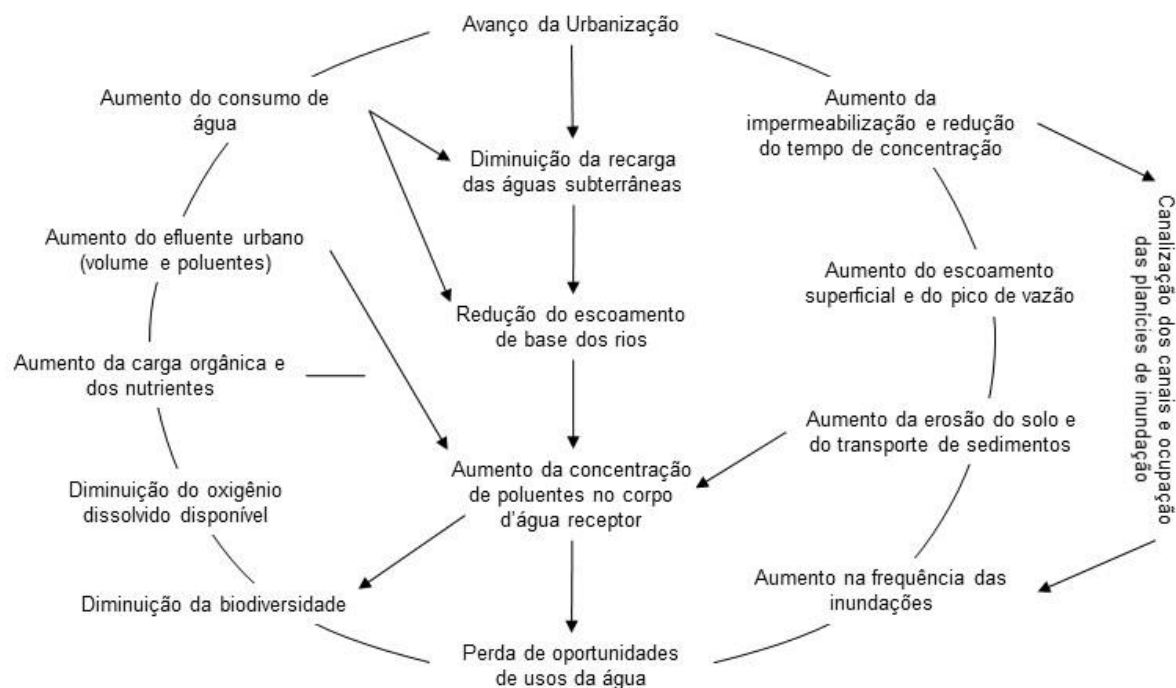 Avanço da Urbanização
Aumento do consumo de
água
Aumento da
impermeabilização e redução
do tempo de concentração
Diminuição da recarga
das águas subterrâneas
Canalização dos canais e ocupação
das planícies de inundação
Aumento do efluente urbano
(volume e poluentes)
Aumento do escoamento
superficial e do pico de vazão
Redução do escoamento
de base dos rios
Aumento da carga orgânica e
dos nutrientes
Aumento da erosão do solo e
do transporte de sedimentos
Aumento da concentração
de poluentes no corpo
d'água receptor
Diminuição do oxigênio
dissolvido disponível
Aumento na frequência das
inundações
Diminuição da biodiversidade
Perda de oportunidades
de usos da água